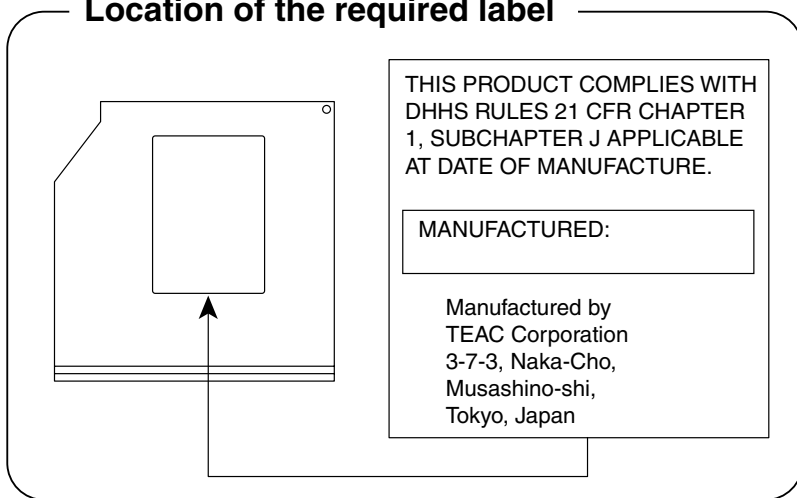 Location of the required label
THIS PRODUCT COMPLIES WITH
DHHS RULES 21 CFR CHAPTER
1, SUBCHAPTER J APPLICABLE
AT DATE OF MANUFACTURE.
MANUFACTURED:
Manufactured by
TEAC Corporation
3-7-3, Naka-Cho,
Musashino-shi,
Tokyo, Japan